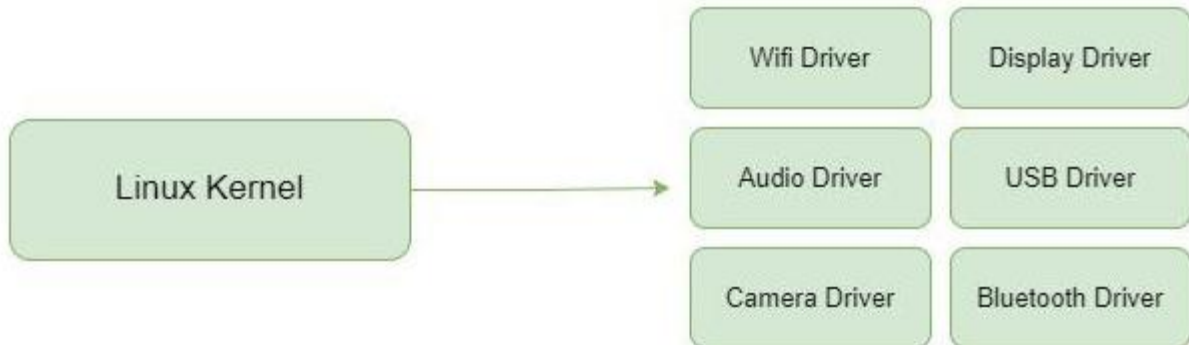 Linux Kernel
Wifi Driver
Display Driver
Audio Driver
USB Driver
Camera Driver
Bluetooth Driver